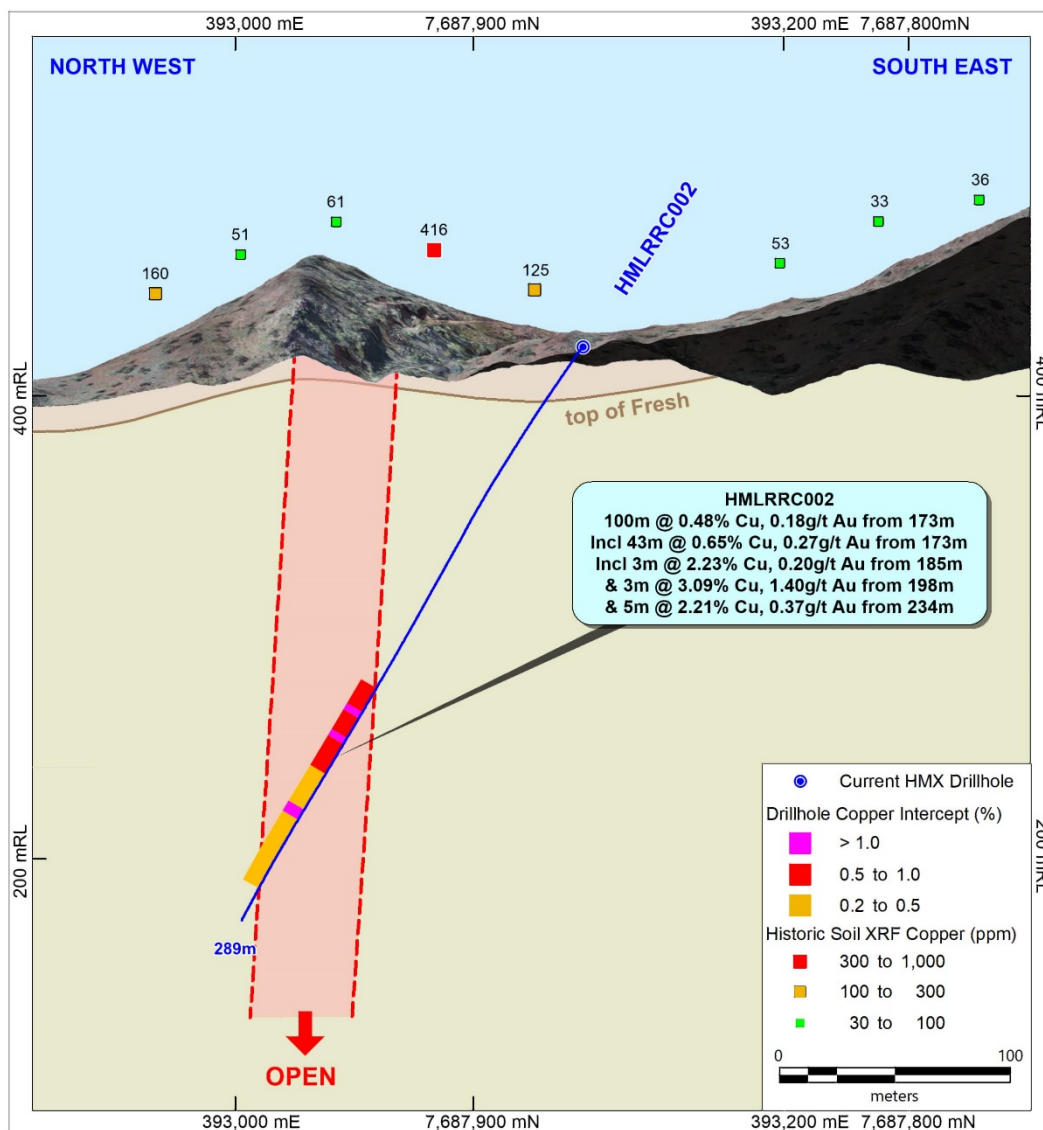 393,000 mE 7,687,900 mN 393,200 mE 7,687,800mN
NORTH WEST SOUTH EAST
36
61 33
51 416 53
160 125
HMLRRC002
400 mRL 400 mRL
top of Fresh
HMLRRC002
100m @ 0.48% Cu, 0.18g/t Au from 173m
Incl 43m @ 0.65% Cu, 0.27g/t Au from 173m
Incl 3m @ 2.23% Cu, 0.20g/t Au from 185m
& 3m @ 3.09% Cu, 1.40g/t Au from 198m
& 5m @ 2.21% Cu, 0.37g/t Au from 234m
200 mRL 200 mRL
289m
OPEN
Current HMX Drillhole
Drillhole Copper Intercept (%)
> 1.0
0.5 to 1.0
0.2 to 0.5
Historic Soil XRF Copper (ppm)
300 to 1,000
100 to 300
30 to 100
0 100
meters
393,000 mE 7,687,900 mN 393,200 mE 7,687,800mN